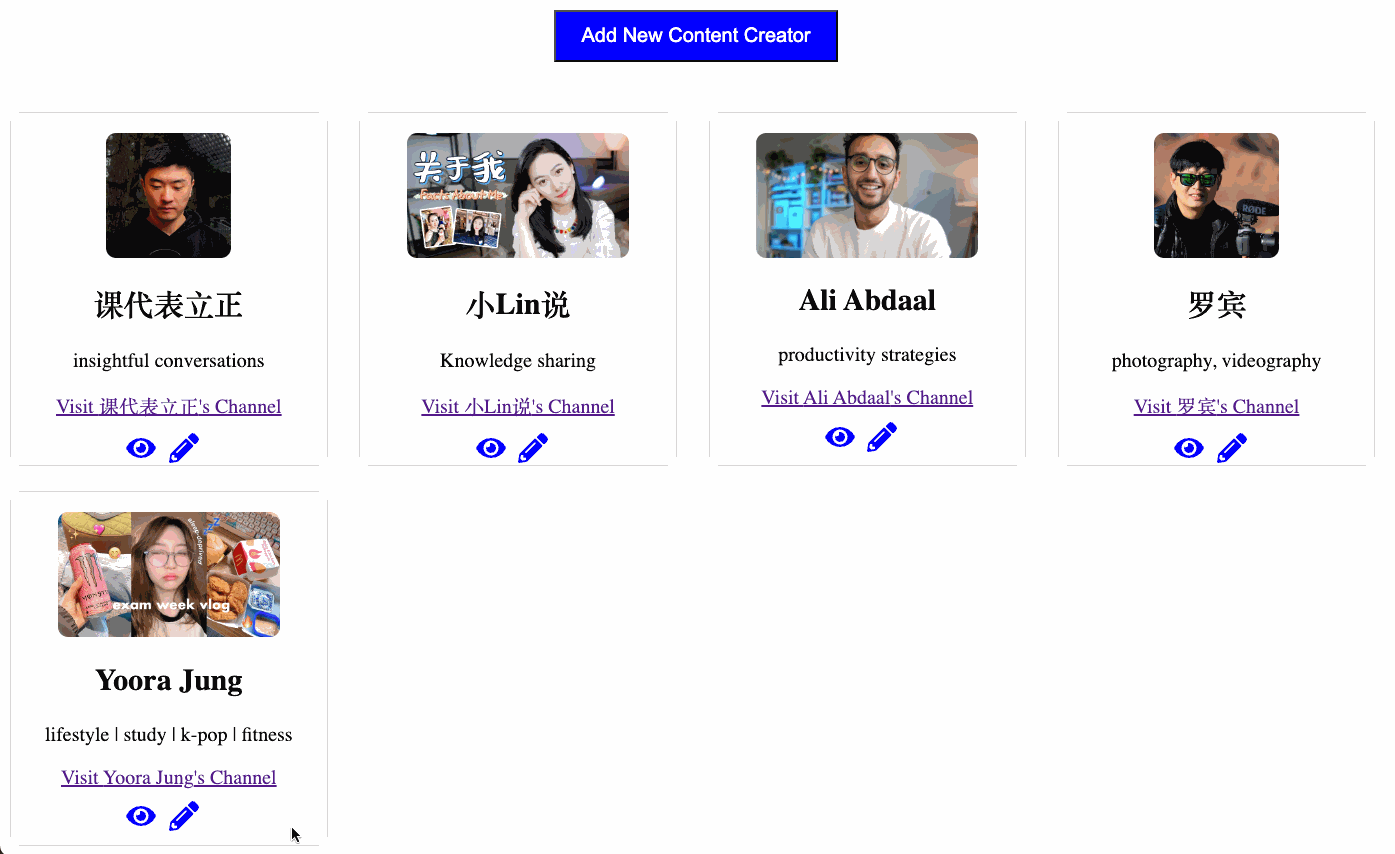 Add New Content Creator
关于我
课代表立正
insightful conversations
Visit 课代表立正's Channel
小Lin说
Knowledge sharing
Visit 小Lin说's Channel
Ali Abdaal
productivity strategies
Visit Ali Abdaal's Channel
RODE
罗宾
photography, videography
Visit 罗宾's Channel
exam week vlog
Yoora Jung
lifestyle | study | k-pop | fitness
Visit Yoora Jung's Channel